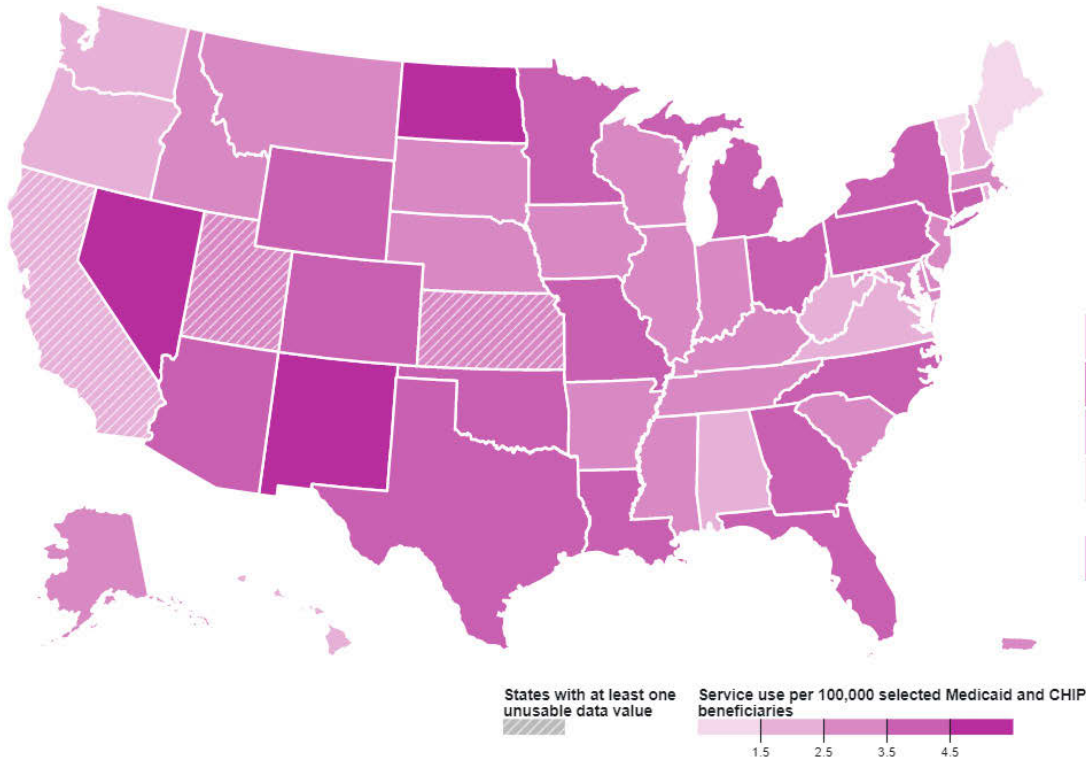 States with at least one
unusable data value
Service use per 100,000 selected Medicaid and CHIP
beneficiaries
1.5 2.5 3.5 4.5